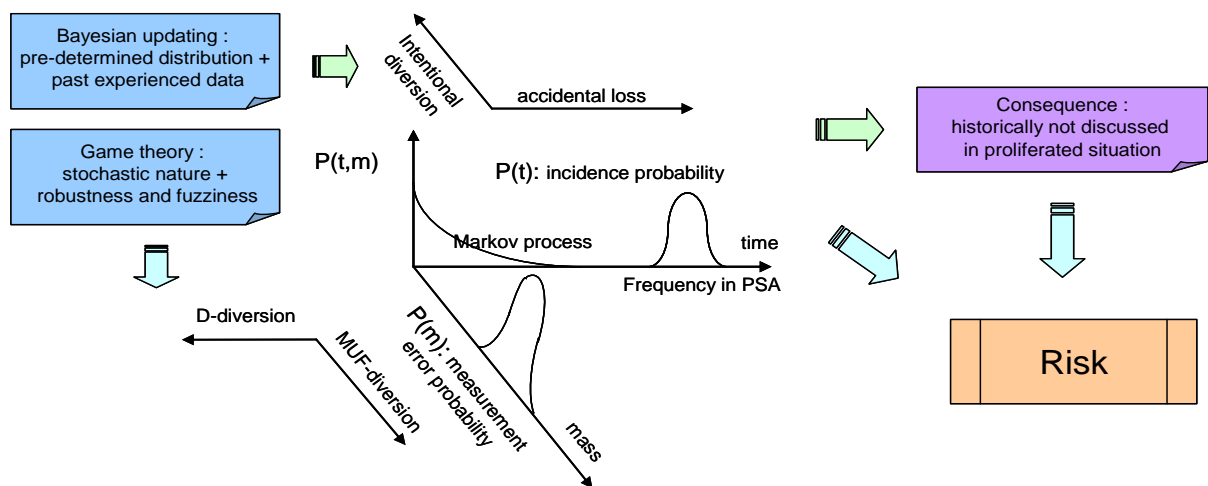 Bayesian updating :
pre-determined distribution +
past experienced data
Game theory :
stochastic nature +
robustness and fuzziness
Intentional
diversion
accidental loss
P(t,m)
P(t): incidence probability
Markov process
time
Frequency in PSA
P(m): measurement
error probability
mass
D-diversion
MUF-diversion
Consequence :
historically not discussed
in proliferated situation
Risk